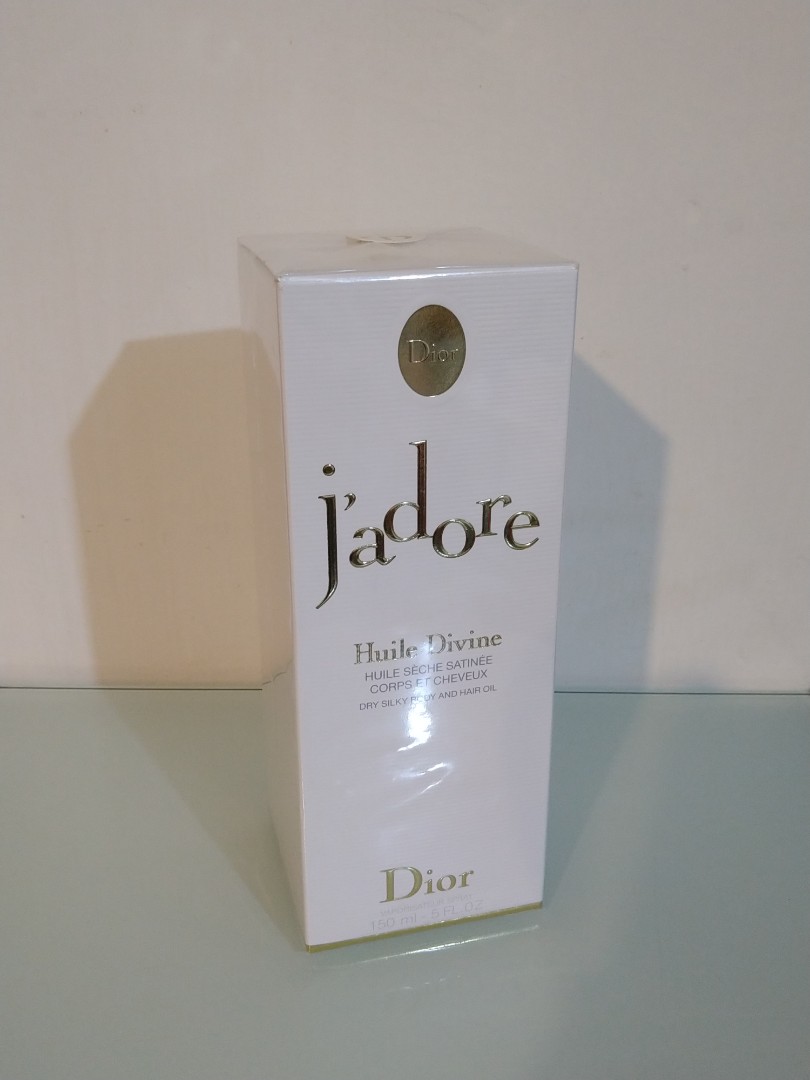 Dior
j'adore
Huile Divine
HUILE SÈCHE SATINÉE
CORPS ET CHEVEUX
DRY SILKY BODY AND HAIR OIL
Dior
150 ml - 5 FL.OZ